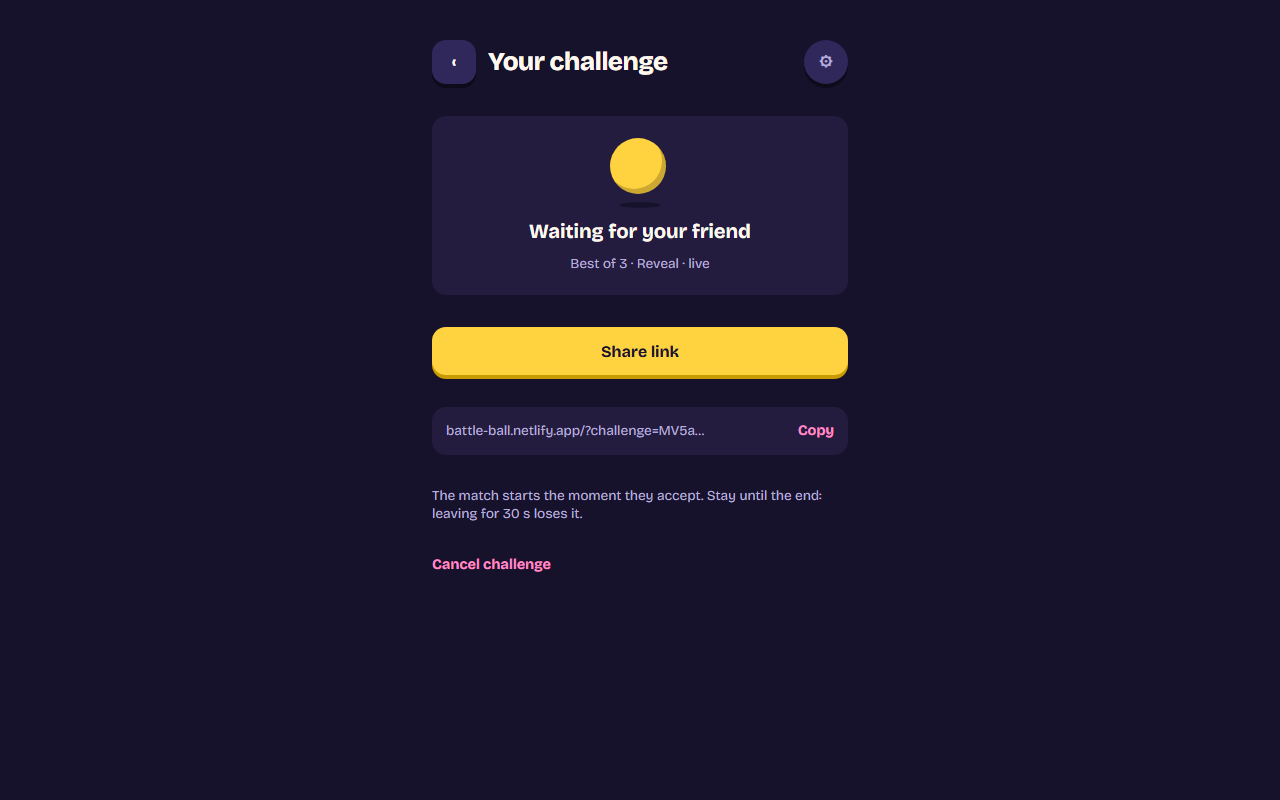 Your challenge
Waiting for your friend
Best of 3 · Reveal · live
Share link
battle-ball.netlify.app/?challenge=MV5a...
Copy
The match starts the moment they accept. Stay until the end:
leaving for 30 s loses it.
Cancel challenge